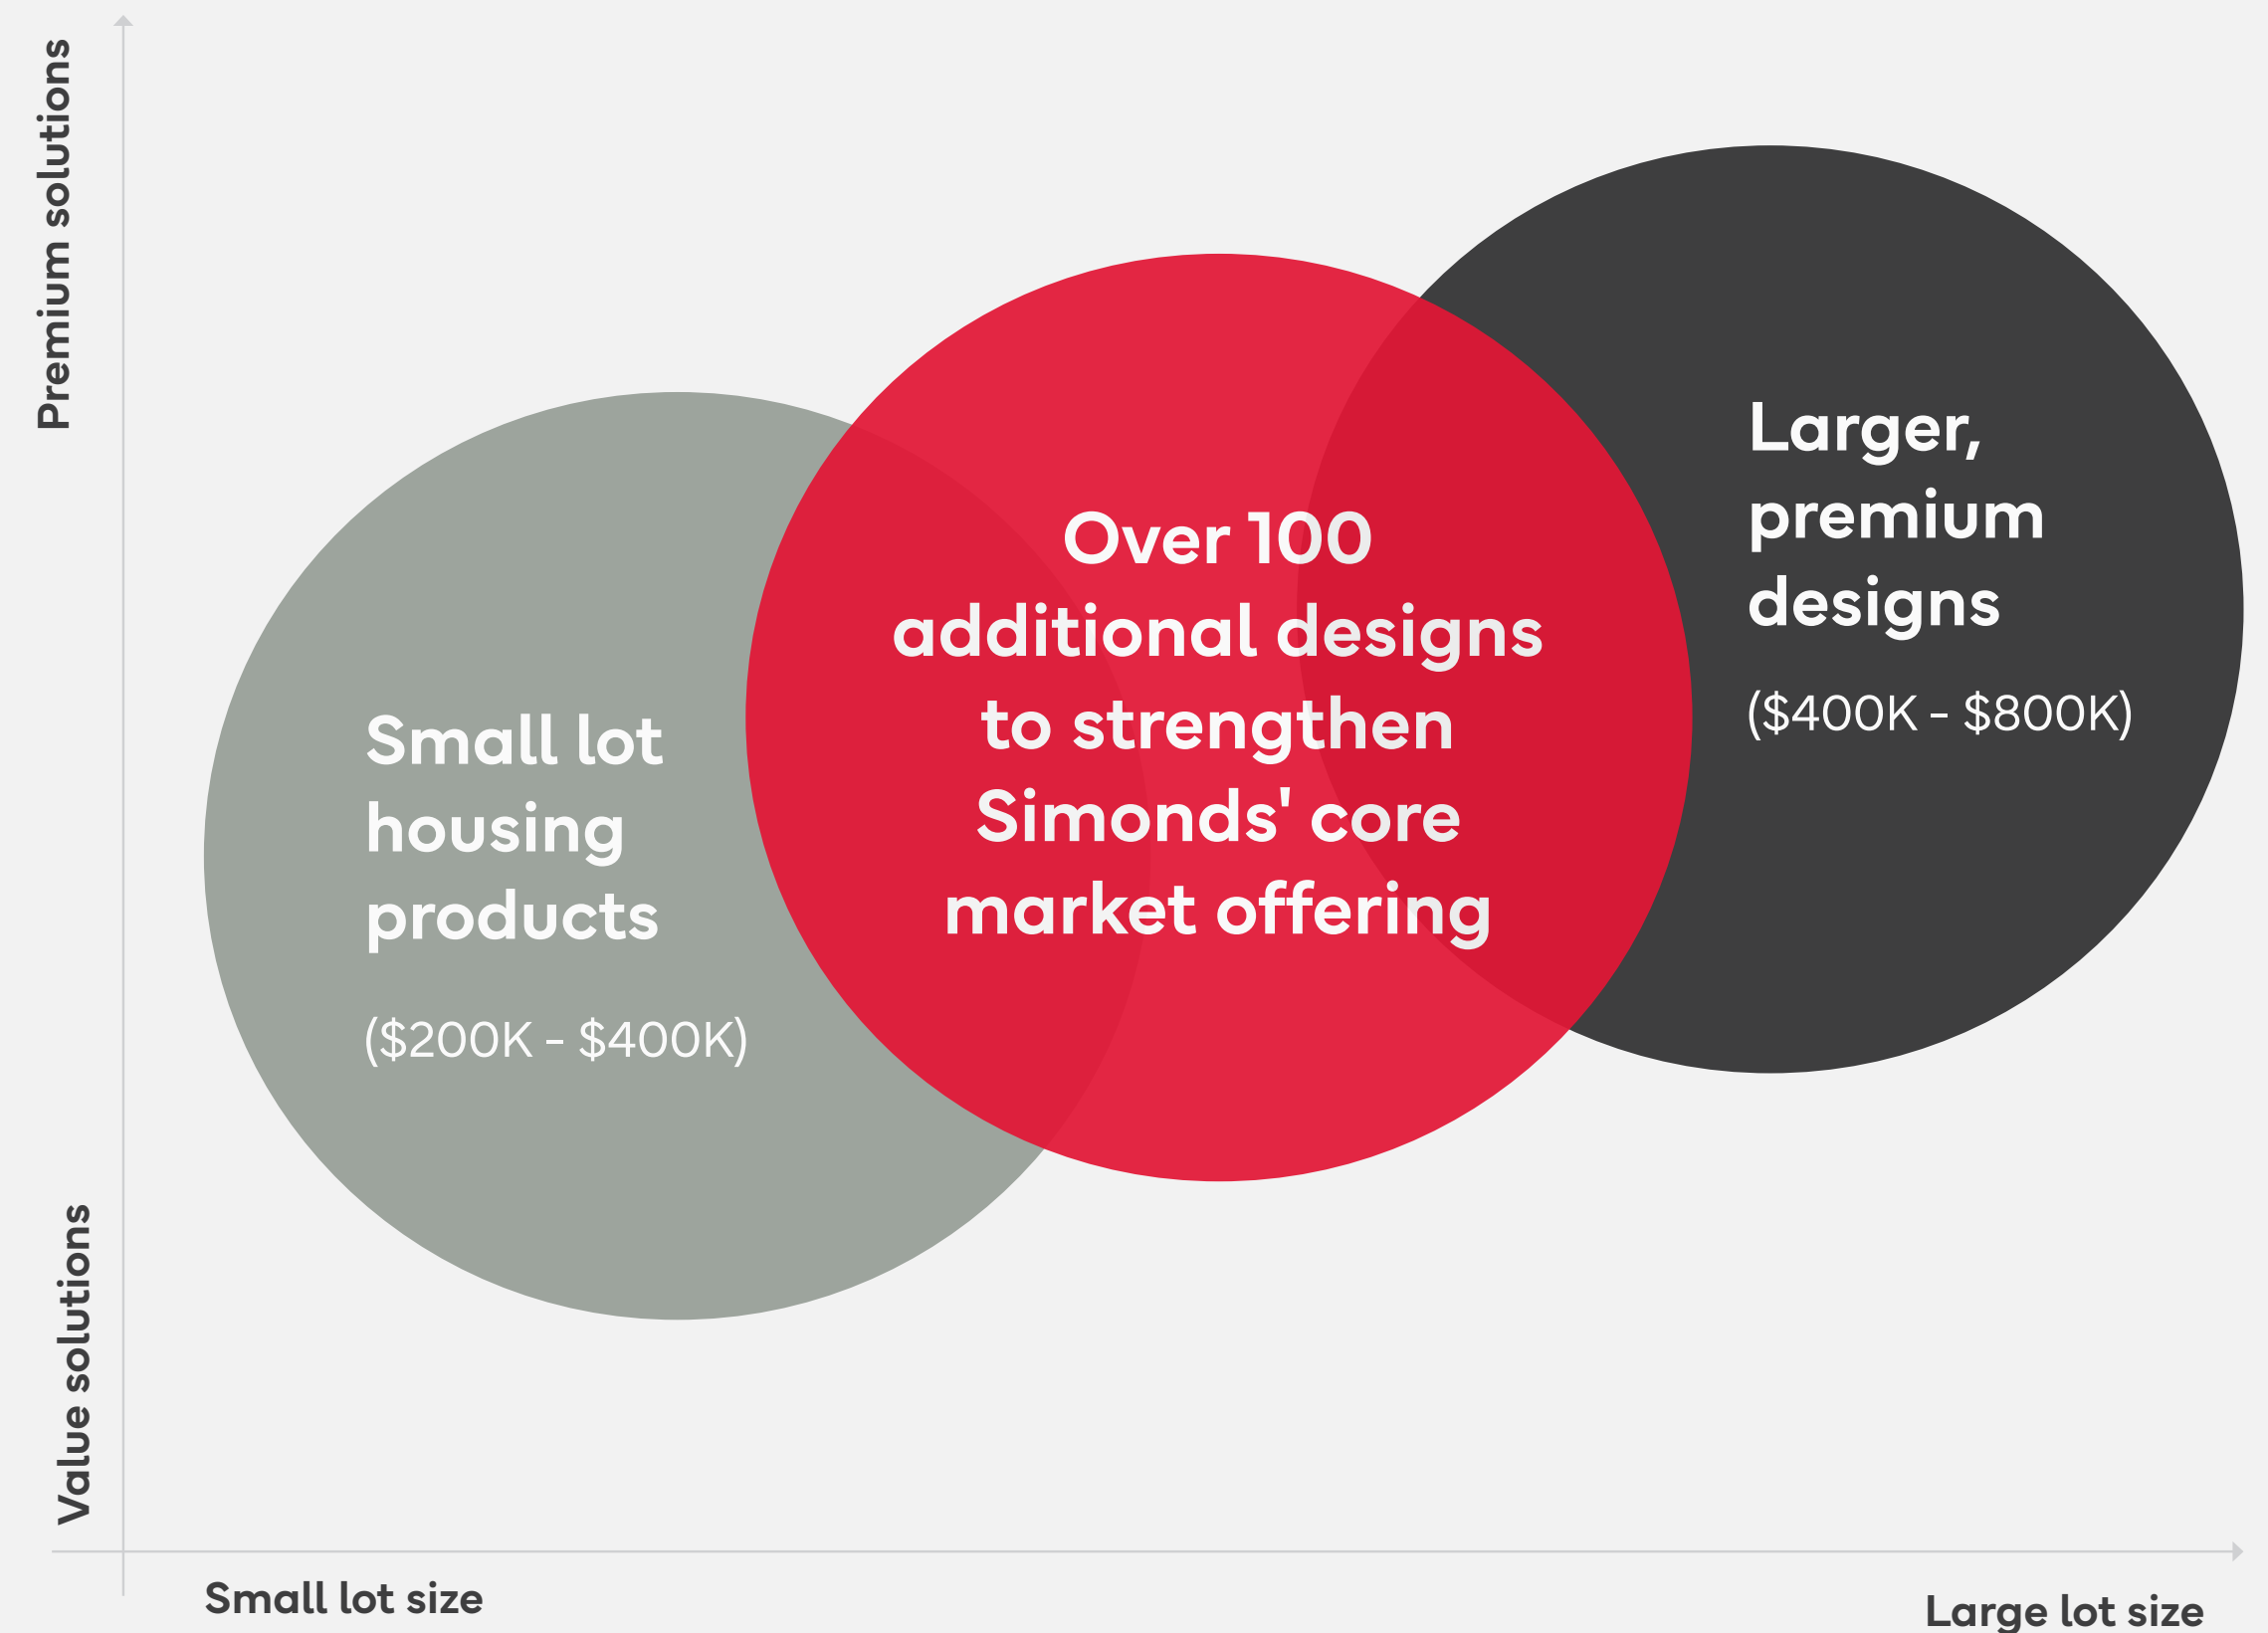 Premium solutions
Value solutions
Small lot
housing
products
($200K - $400K)
Over 100
additional designs
to strengthen
Simonds' core
market offering
Larger,
premium
designs
($400K - $800K)
Small lot size
Large lot size